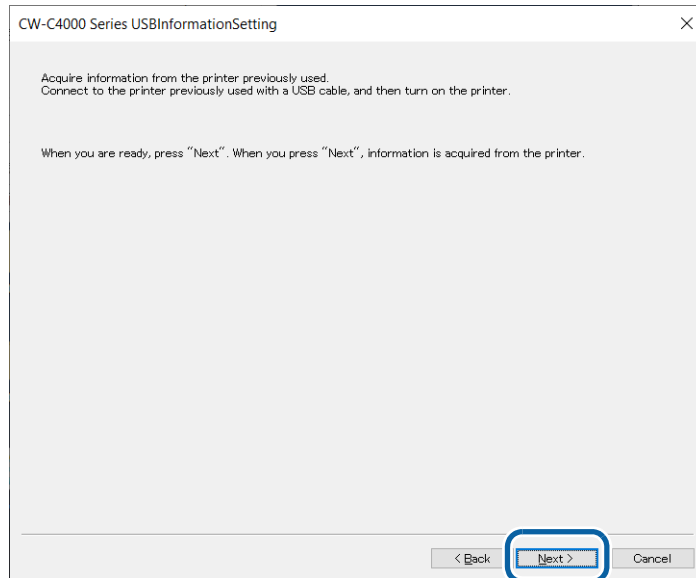 CW-C4000 Series USBInformationSetting
Acquire information from the printer previously used.
Connect to the printer previously used with a USB cable, and then turn on the printer.
When you are ready, press "Next". When you press "Next", information is acquired from the printer.
< Back
Next >
Cancel